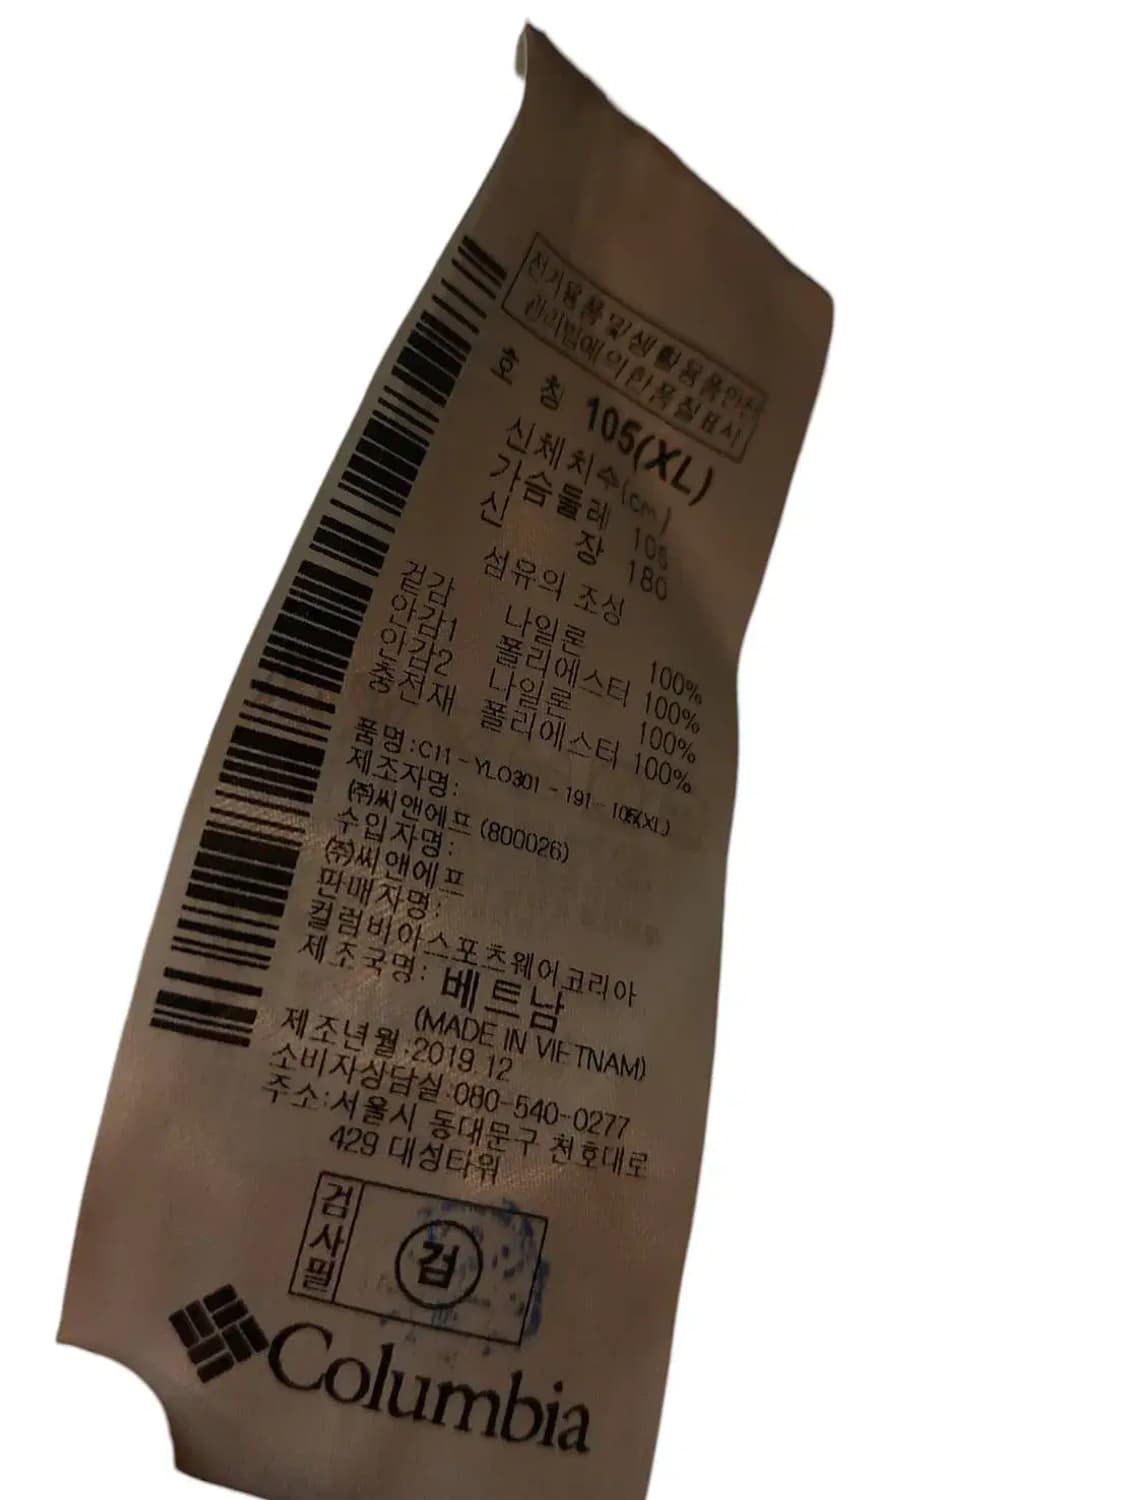 전기용품및생활용품안전
관리법에의한품질표시
호 칭 105(XL)
신체치수(cm)
가슴둘레 105
신 장 180
섬유의 조성
겉감 나일론 100%
안감1 폴리에스터 100%
안감2 나일론 100%
충전재 폴리에스터 100%
품명:C11-YLO301-191-105(XL)
제조자명:
(주)씨앤에프 (800026)
수입자명:
(주)씨앤에프
판매자명:
컬럼비아스포츠웨어코리아
제조국명: 베트남
(MADE IN VIETNAM)
제조년월:2019.12
소비자상담실:080-540-0277
주소:서울시 동대문구 천호대로
429 대성타워
검사필
검
Columbia